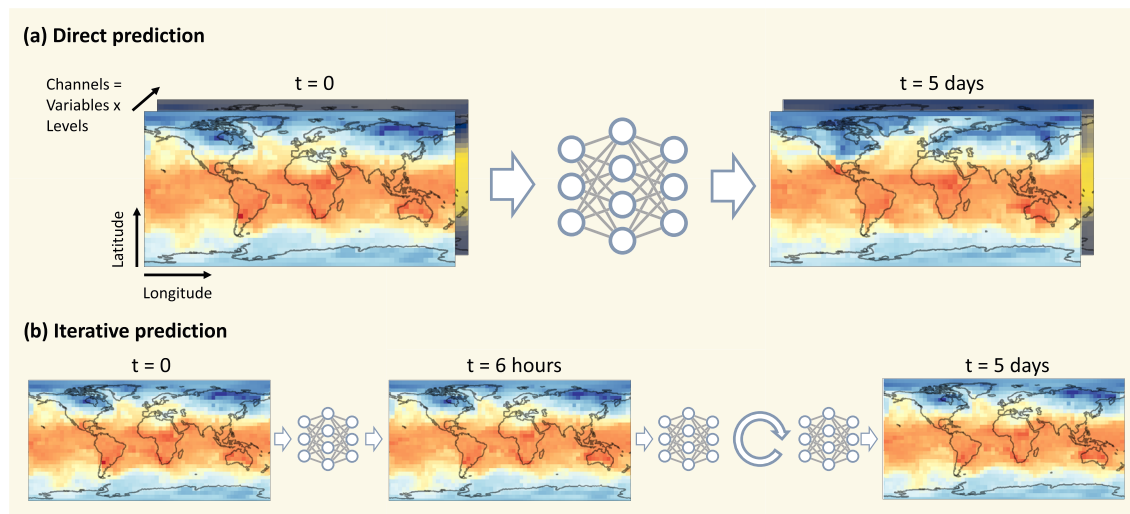 (a) Direct prediction
Channels =
Variables x
Levels
t = 0
t = 5 days
Latitude
Longitude
(b) Iterative prediction
t = 0
t = 6 hours
t = 5 days